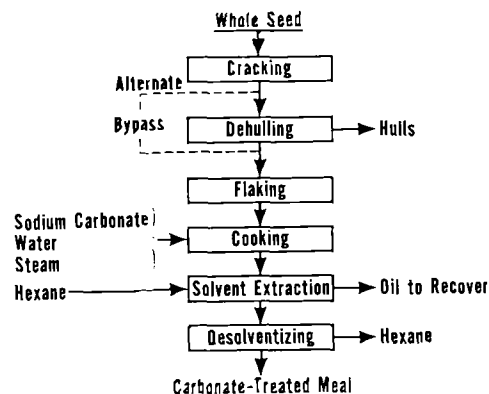 Whole Seed
Cracking
Alternate
Bypass
Dehulling
Hulls
Flaking
Sodium Carbonate
Water
Steam
Cooking
Hexane
Solvent Extraction
Oil to Recover
Desolventizing
Hexane
Carbonate-Treated Meal